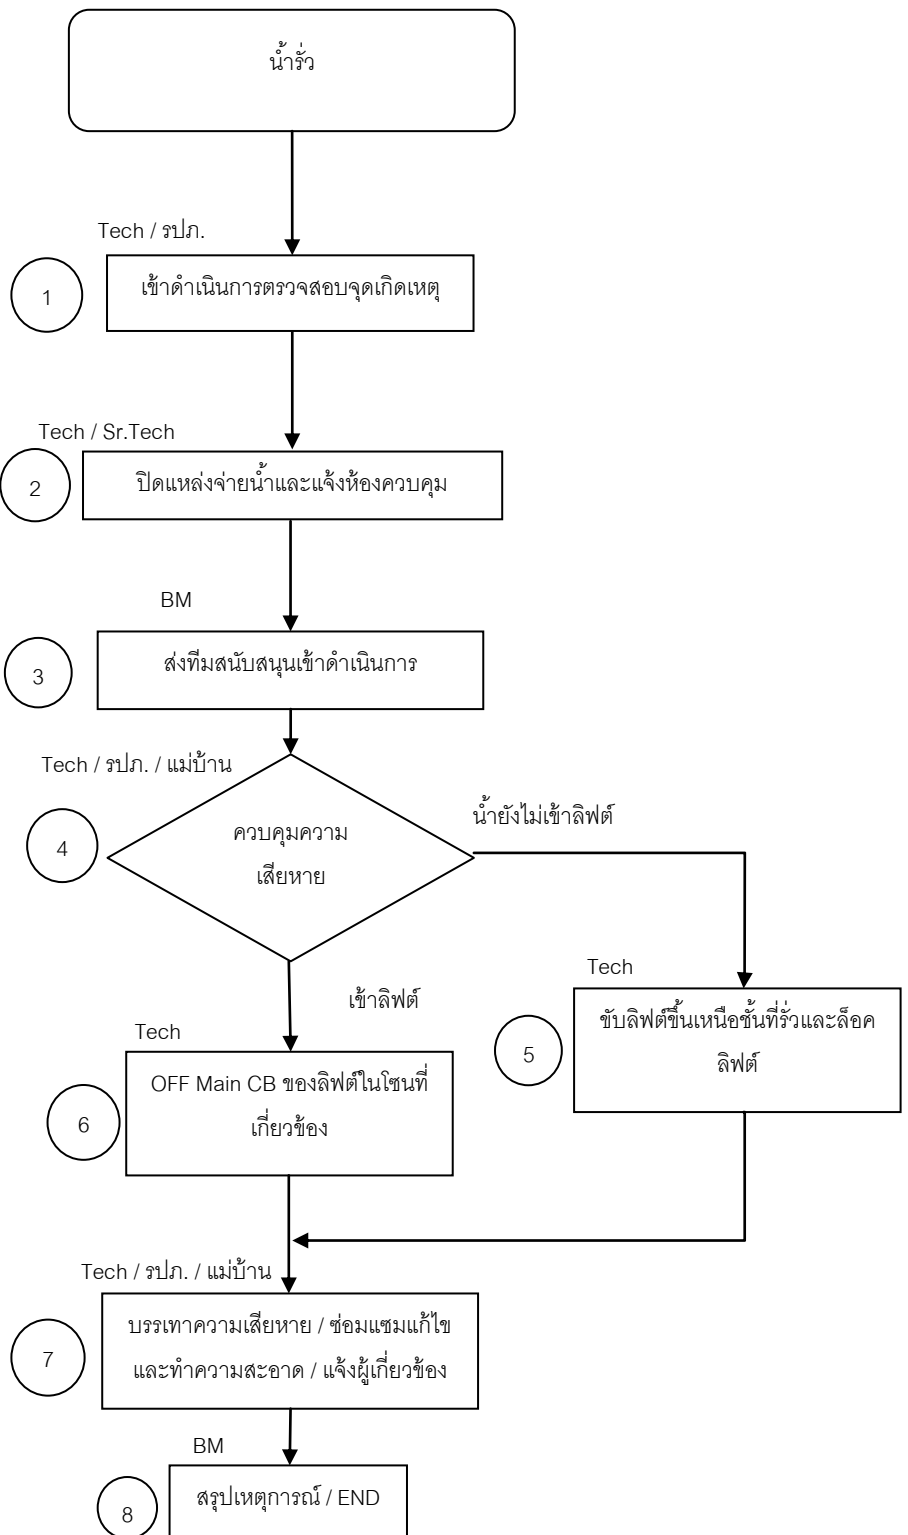 น้ำรั่ว
Tech / รปภ.
1
เข้าดำเนินการตรวจสอบจุดเกิดเหตุ
Tech / Sr.Tech
2
ปิดแหล่งจ่ายน้ำและแจ้งห้องควบคุม
BM
3
ส่งทีมสนับสนุนเข้าดำเนินการ
Tech / รปภ. / แม่บ้าน
4
ควบคุมความ
เสียหาย
น้ำยังไม่เข้าลิฟต์
Tech
5
ขับลิฟต์ขึ้นเหนือชั้นที่รั่วและล็อค
ลิฟต์
เข้าลิฟต์
Tech
6
OFF Main CB ของลิฟต์ในโซนที่
เกี่ยวข้อง
Tech / รปภ. / แม่บ้าน
7
บรรเทาความเสียหาย / ซ่อมแซมแก้ไข
และทำความสะอาด / แจ้งผู้เกี่ยวข้อง
BM
8
สรุปเหตุการณ์ / END